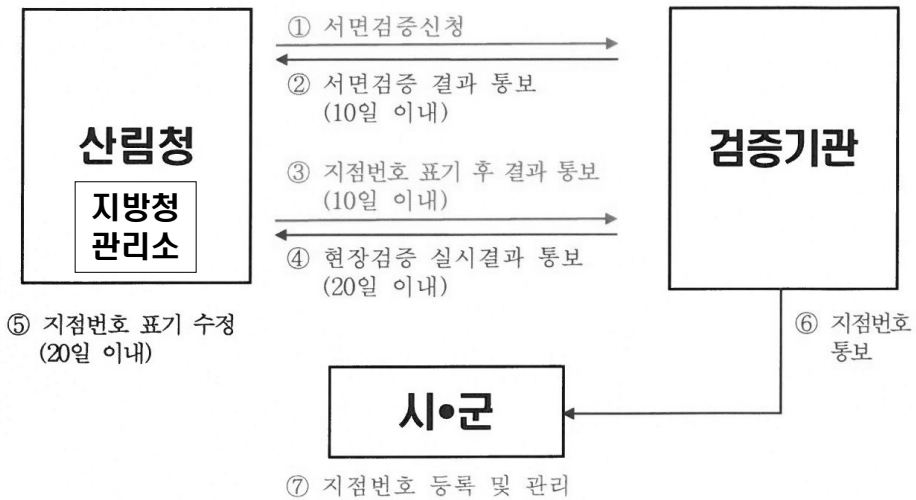 ① 서면검증신청
② 서면검증 결과 통보
(10일 이내)
산림청
지방청
관리소
검증기관
③ 지점번호 표기 후 결과 통보
(10일 이내)
④ 현장검증 실시결과 통보
(20일 이내)
⑤ 지점번호 표기 수정
(20일 이내)
⑥ 지점번호
통보
시•군
⑦ 지점번호 등록 및 관리